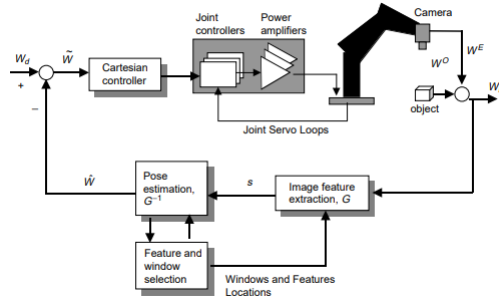 Joint
controllers
Power
amplifiers
Camera
W_d
+
−
W̃
Cartesian
controller
W^O
W^E
W
object
Joint Servo Loops
Ŵ
Pose
estimation,
G⁻¹
s
Image feature
extraction, G
Feature and
window
selection
Windows and Features
Locations